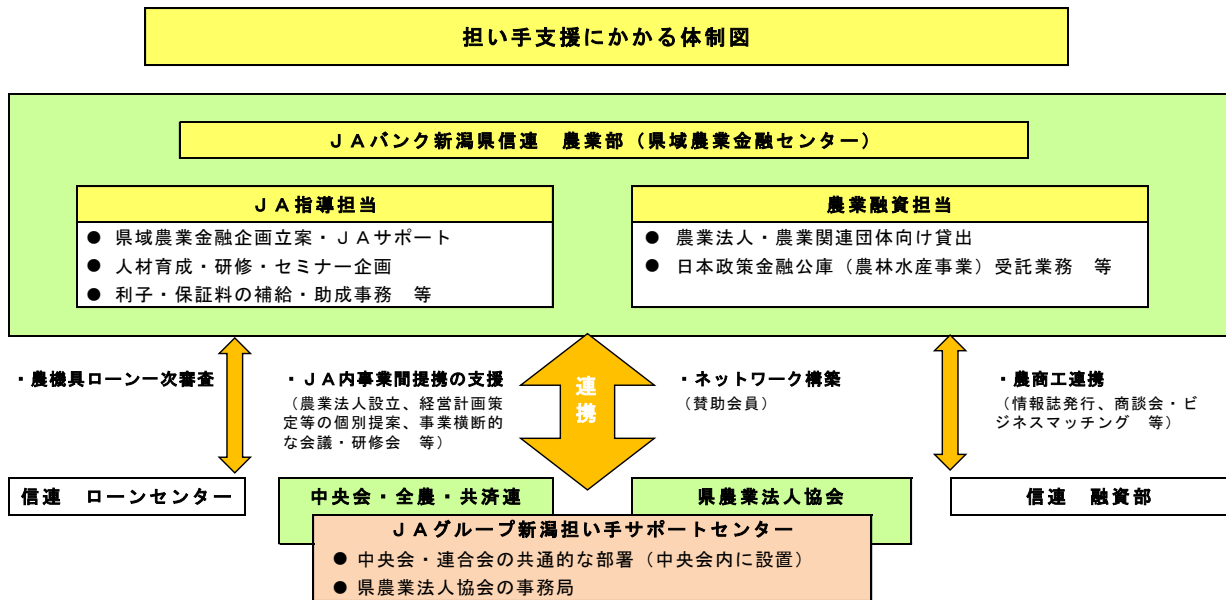 担い手支援にかかる体制図
ＪＡバンク新潟県信連　農業部（県域農業金融センター）
ＪＡ指導担当
● 県域農業金融企画立案・ＪＡサポート
● 人材育成・研修・セミナー企画
● 利子・保証料の補給・助成事務　等
農業融資担当
● 農業法人・農業関連団体向け貸出
● 日本政策金融公庫（農林水産事業）受託業務　等
・農機具ローン一次審査
・ＪＡ内事業間提携の支援
（農業法人設立、経営計画策
定等の個別提案、事業横断的
な会議・研修会　等）
連
携
・ネットワーク構築
（賛助会員）
・農商工連携
（情報誌発行、商談会・ビ
ジネスマッチング　等）
信連　ローンセンター
中央会・全農・共済連
県農業法人協会
信連　融資部
ＪＡグループ新潟担い手サポートセンター
● 中央会・連合会の共通的な部署（中央会内に設置）
● 県農業法人協会の事務局